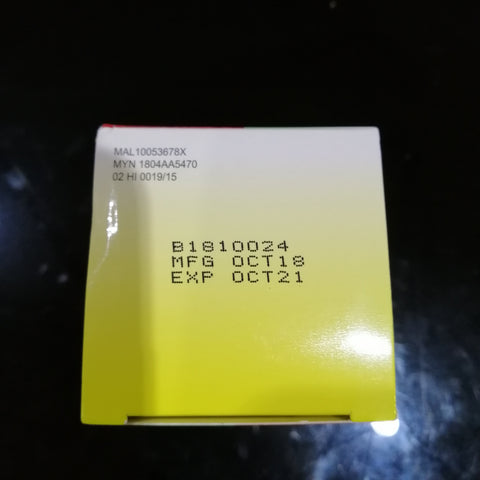 MAL10053678X
MYN 1804AA5470
02 HI 0019/15
B1810024
MFG OCT18
EXP OCT21